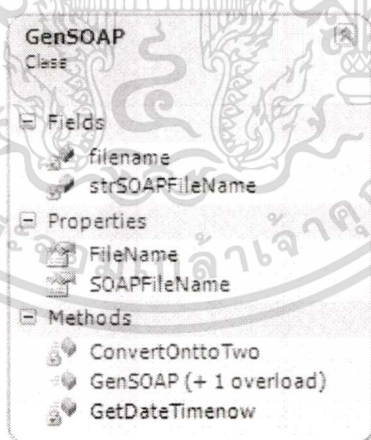 GenSOAP
Class
Fields
filename
strSOAPFileName
Properties
FileName
SOAPFileName
Methods
ConvertOnttoTwo
GenSOAP (+ 1 overload)
GetDateTimenow